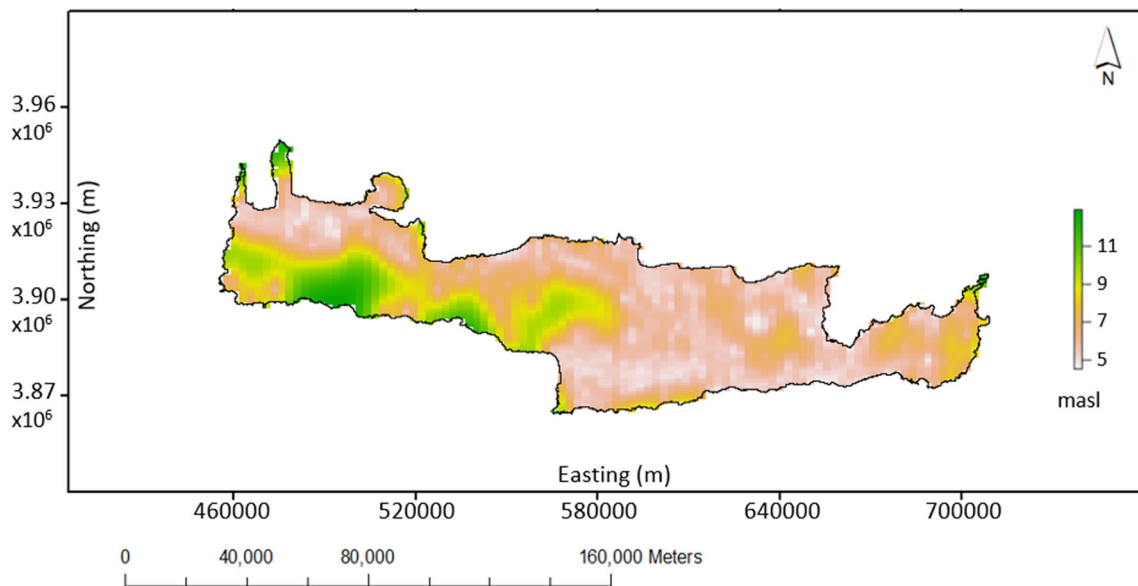 N
3.96
x10⁶
3.93
x10⁶
3.90
x10⁶
3.87
x10⁶
Northing (m)
11
9
7
5
masl
Easting (m)
460000 520000 580000 640000 700000
0 40,000 80,000 160,000 Meters